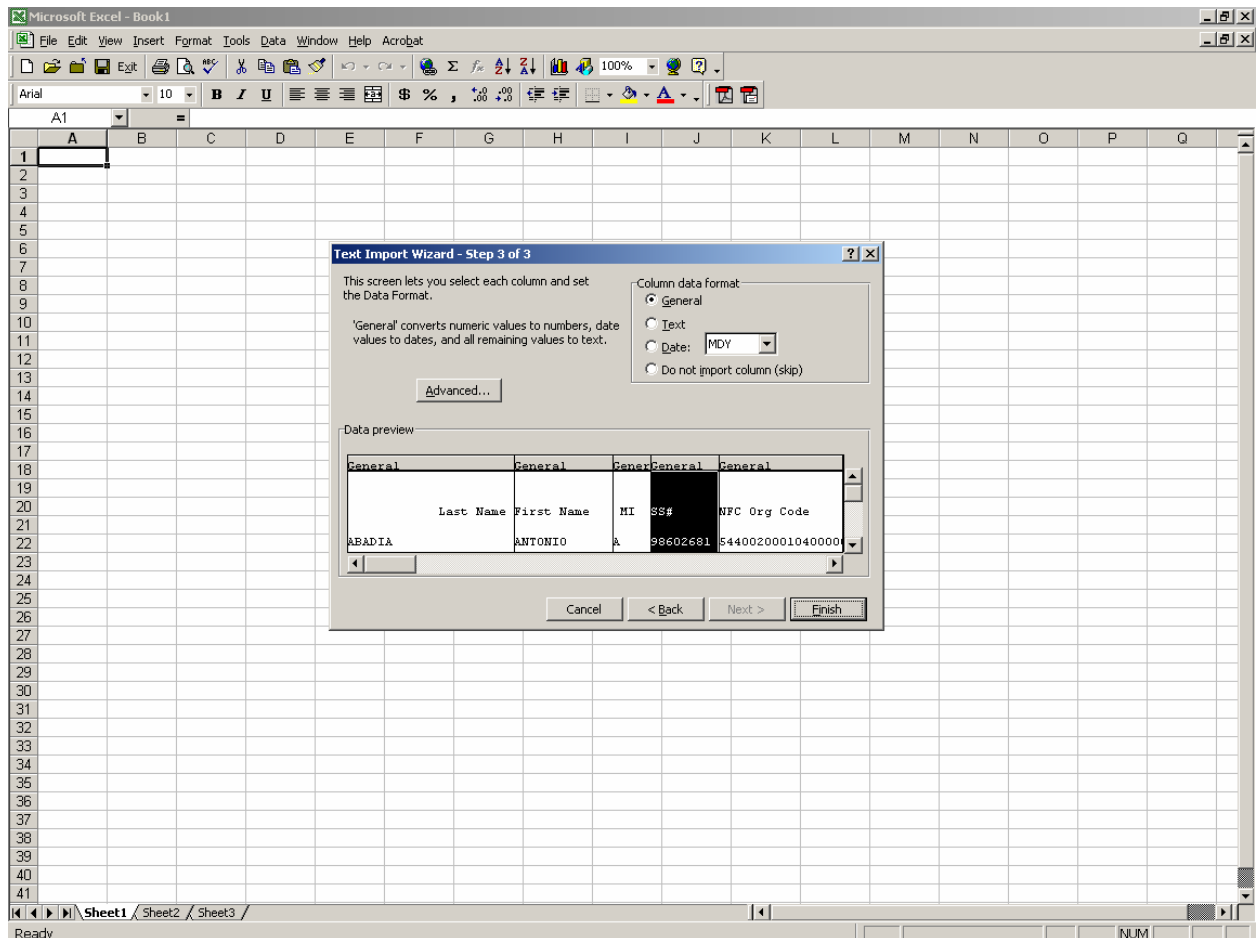 Microsoft Excel - Book1
File Edit View Insert Format Tools Data Window Help Acrobat
Exit 100%
Arial 10 B I U $ % ,
A1 =
A B C D E F G H I J K L M N O P Q
1
2
3
4
5
6
7
8
9
10
11
12
13
14
15
16
17
18
19
20
21
22
23
24
25
26
27
28
29
30
31
32
33
34
35
36
37
38
39
40
41
Text Import Wizard - Step 3 of 3
This screen lets you select each column and set
the Data Format.
'General' converts numeric values to numbers, date
values to dates, and all remaining values to text.
Advanced...
Column data format
General
Text
Date: MDY
Do not import column (skip)
Data preview
General General Gener General General
Last Name First Name MI SS# NFC Org Code
ABADIA ANTONIO A 98602681 5440020001040000
Cancel < Back Next > Finish
Sheet1 Sheet2 Sheet3
Ready NUM